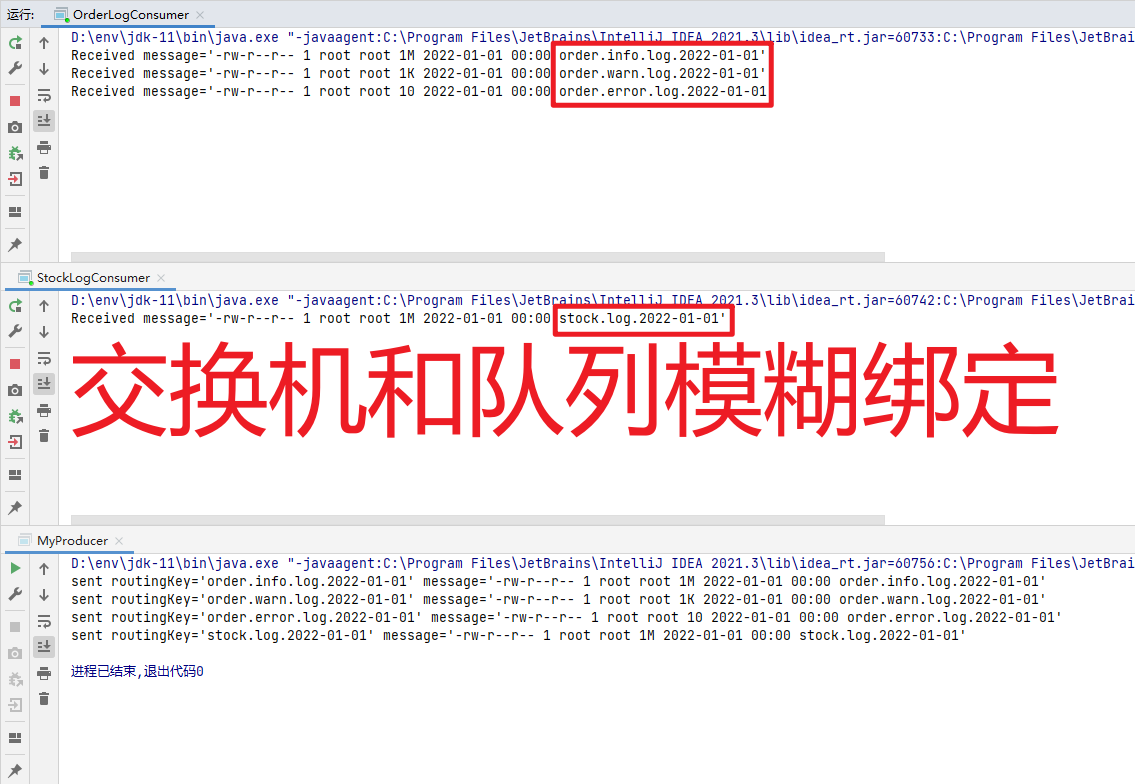 运行:
OrderLogConsumer
D:\env\jdk-11\bin\java.exe "-javaagent:C:\Program Files\JetBrains\IntelliJ IDEA 2021.3\lib\idea_rt.jar=60733:C:\Program Files\JetBrai
Received message='-rw-r--r-- 1 root root 1M 2022-01-01 00:00 order.info.log.2022-01-01'
Received message='-rw-r--r-- 1 root root 1K 2022-01-01 00:00 order.warn.log.2022-01-01'
Received message='-rw-r--r-- 1 root root 10 2022-01-01 00:00 order.error.log.2022-01-01
StockLogConsumer
D:\env\jdk-11\bin\java.exe "-javaagent:C:\Program Files\JetBrains\IntelliJ IDEA 2021.3\lib\idea_rt.jar=60742:C:\Program Files\JetBrai
Received message='-rw-r--r-- 1 root root 1M 2022-01-01 00:00 stock.log.2022-01-01'
交换机和队列模糊绑定
MyProducer
D:\env\jdk-11\bin\java.exe "-javaagent:C:\Program Files\JetBrains\IntelliJ IDEA 2021.3\lib\idea_rt.jar=60756:C:\Program Files\JetBrai
sent routingKey='order.info.log.2022-01-01' message='-rw-r--r-- 1 root root 1M 2022-01-01 00:00 order.info.log.2022-01-01'
sent routingKey='order.warn.log.2022-01-01' message='-rw-r--r-- 1 root root 1K 2022-01-01 00:00 order.warn.log.2022-01-01'
sent routingKey='order.error.log.2022-01-01' message='-rw-r--r-- 1 root root 10 2022-01-01 00:00 order.error.log.2022-01-01'
sent routingKey='stock.log.2022-01-01' message='-rw-r--r-- 1 root root 1M 2022-01-01 00:00 stock.log.2022-01-01'
进程已结束,退出代码0